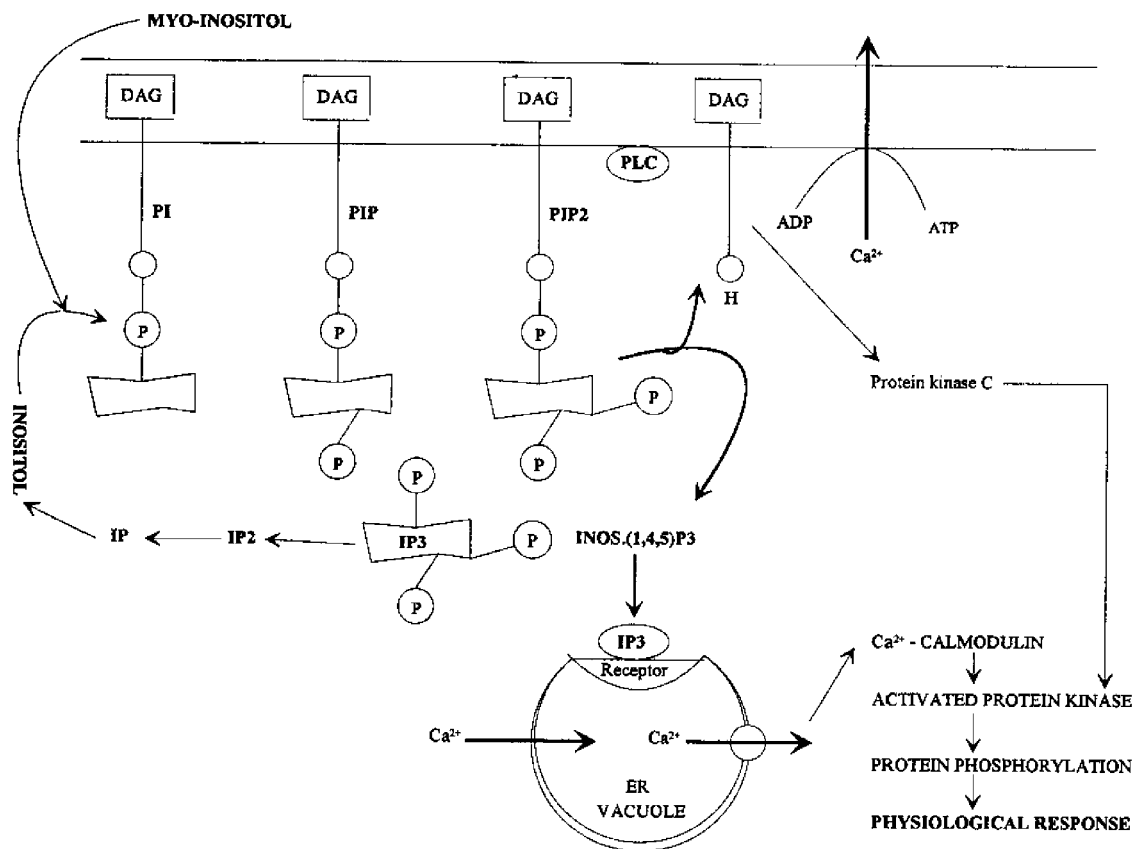 MYO-INOSITOL
DAG
DAG
DAG
DAG
PLC
PI
PIP
PIP2
ADP
ATP
Ca²⁺
H
P
P
P
Protein kinase C
P
INOSITOL
P
P
P
IP
IP2
IP3
P
INOS.(1,4,5)P3
P
IP3
Receptor
Ca²⁺ - CALMODULIN
ACTIVATED PROTEIN KINASE
Ca²⁺
Ca²⁺
PROTEIN PHOSPHORYLATION
ER
VACUOLE
PHYSIOLOGICAL RESPONSE